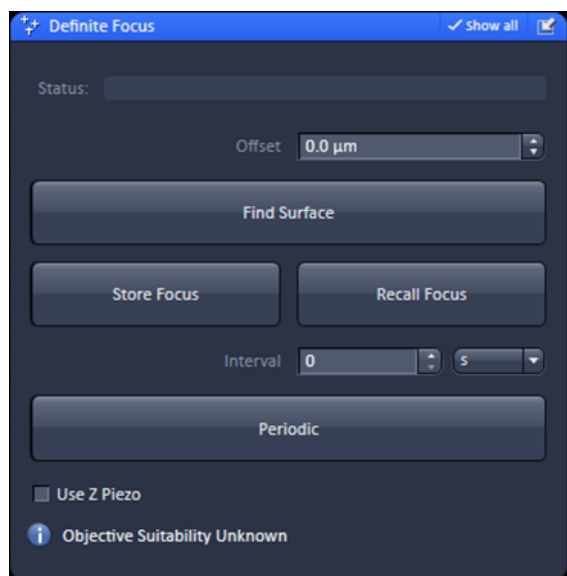 Definite Focus
Show all
Status:
Offset 0.0 µm
Find Surface
Store Focus Recall Focus
Interval 0 s
Periodic
Use Z Piezo
Objective Suitability Unknown